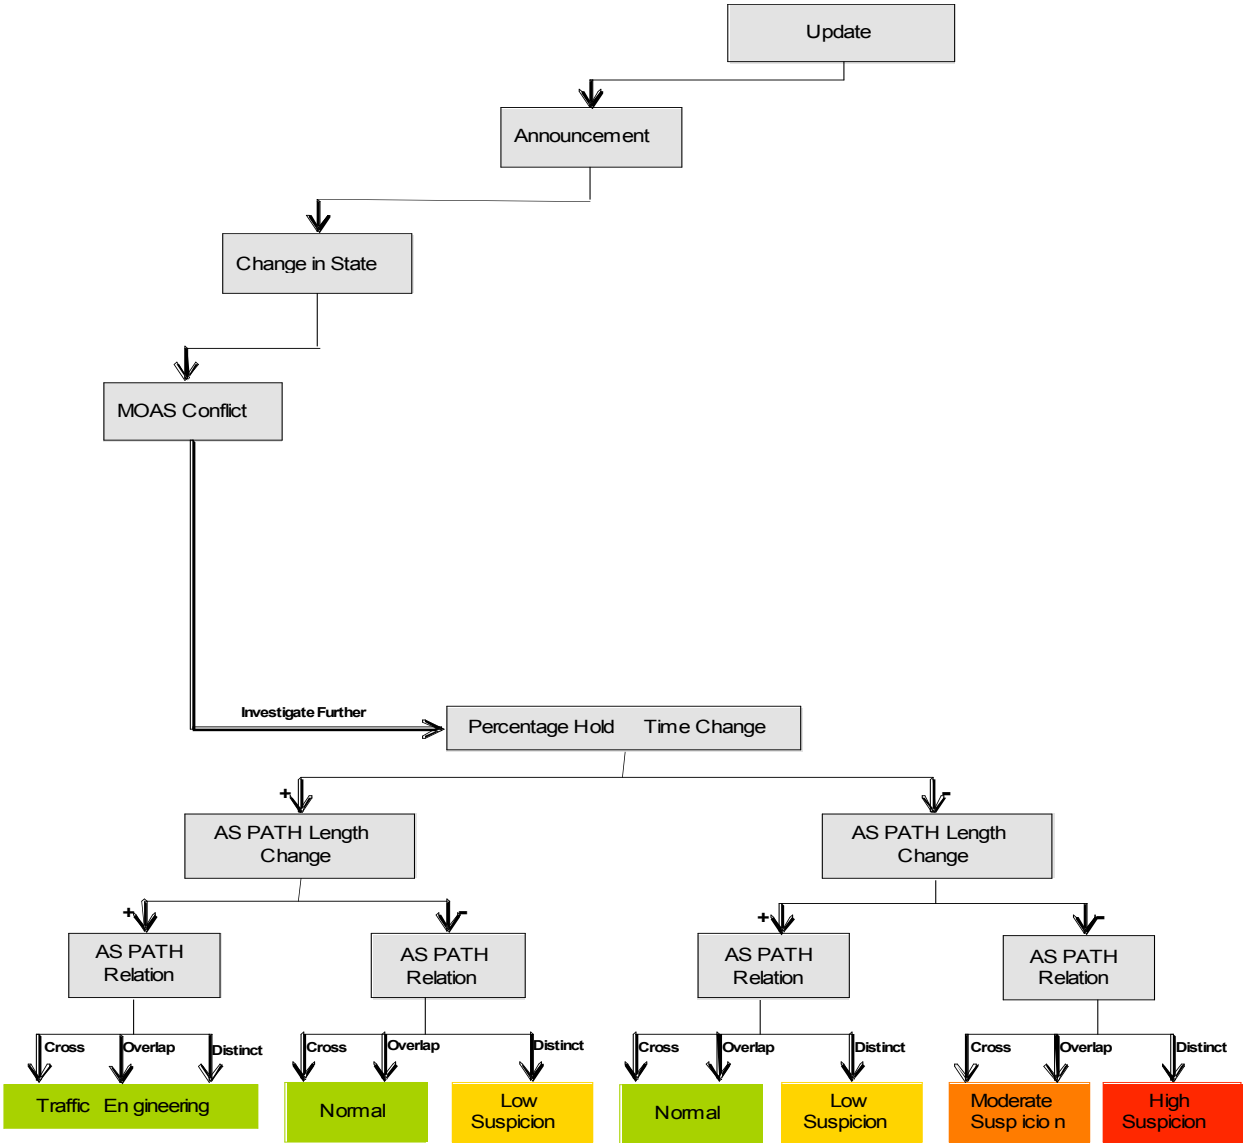 Update
Announcement
Change in State
MOAS Conflict
Investigate Further
Percentage Hold Time Change
+
-
AS PATH Length
Change
AS PATH Length
Change
+
-
+
-
AS PATH
Relation
AS PATH
Relation
AS PATH
Relation
AS PATH
Relation
Cross
Overlap
Distinct
Cross
Overlap
Distinct
Cross
Overlap
Distinct
Cross
Overlap
Distinct
Traffic En gineering
Normal
Low
Suspicion
Normal
Low
Suspicion
Moderate
Susp icio n
High
Suspicion